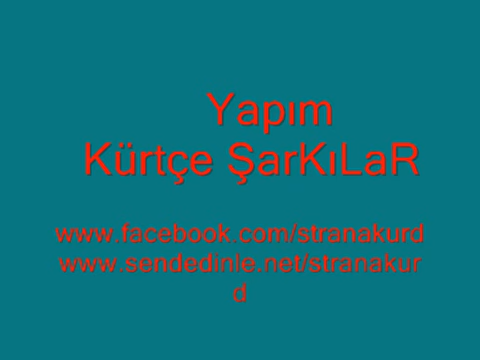 Yapım
Kürtçe ŞarKıLaR
www.facebook.com/stranakurd
www.sendedinle.net/stranakur
d